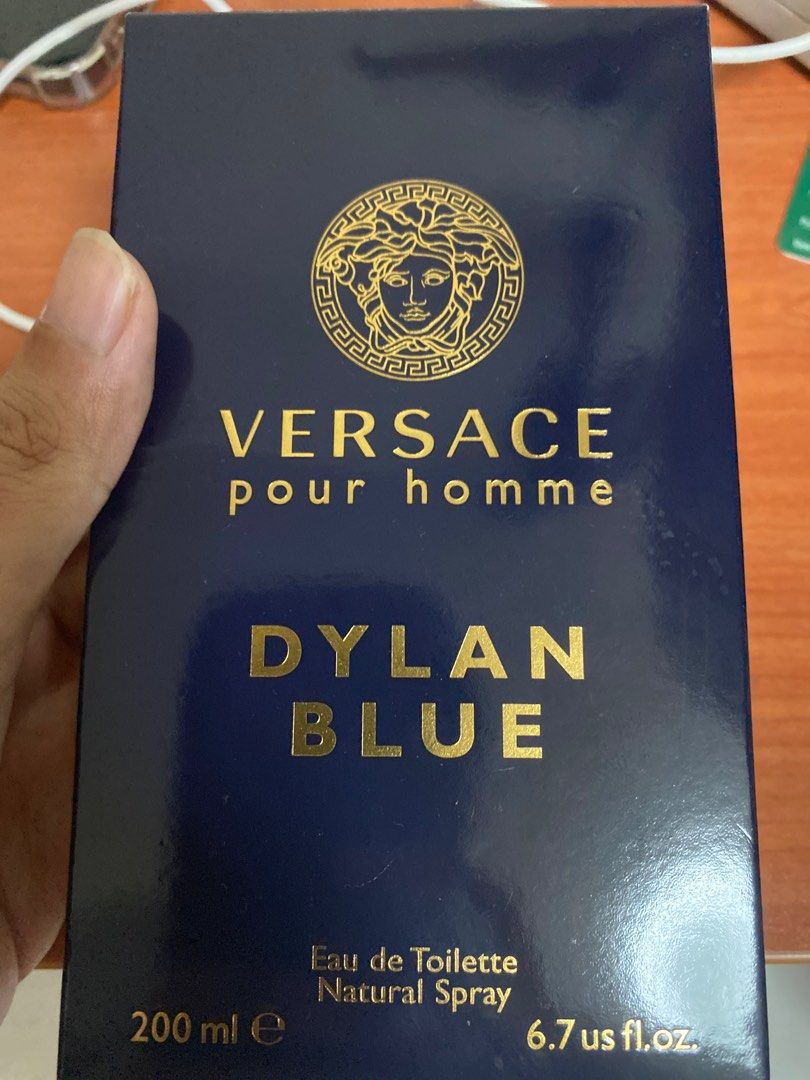 VERSACE
pour homme
DYLAN
BLUE
Eau de Toilette
Natural Spray
200 ml ℮ 6.7 us fl.oz.